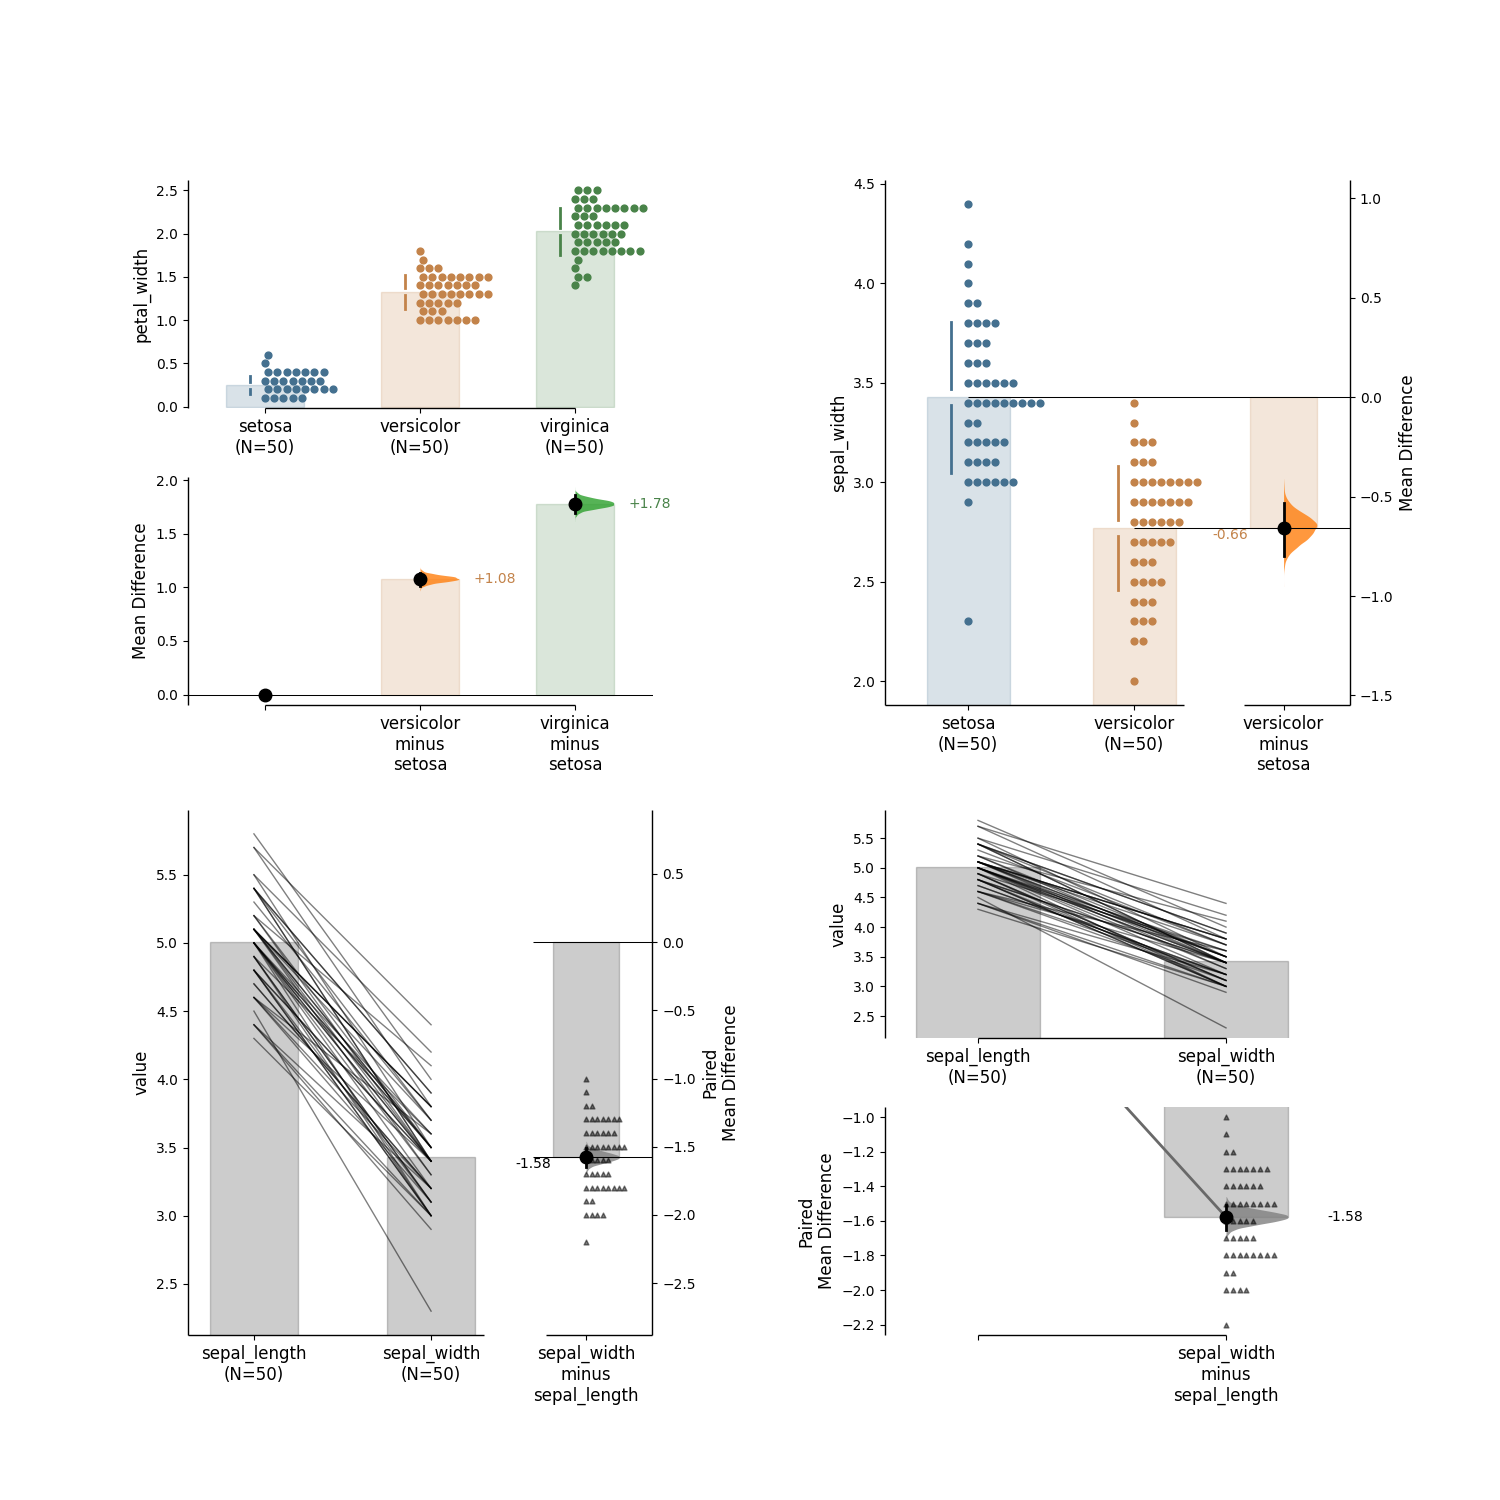 petal_width
2.5
2.0
1.5
1.0
0.5
0.0
setosa
(N=50)
versicolor
(N=50)
virginica
(N=50)
Mean Difference
2.0
1.5
1.0
0.5
0.0
+1.08
+1.78
versicolor
minus
setosa
virginica
minus
setosa
sepal_width
4.5
4.0
3.5
3.0
2.5
2.0
setosa
(N=50)
versicolor
(N=50)
-0.66
1.0
0.5
0.0
−0.5
−1.0
−1.5
Mean Difference
versicolor
minus
setosa
value
5.5
5.0
4.5
4.0
3.5
3.0
2.5
sepal_length
(N=50)
sepal_width
(N=50)
-1.58
0.5
0.0
−0.5
−1.0
−1.5
−2.0
−2.5
Paired
Mean Difference
sepal_width
minus
sepal_length
value
5.5
5.0
4.5
4.0
3.5
3.0
2.5
sepal_length
(N=50)
sepal_width
(N=50)
Paired
Mean Difference
−1.0
−1.2
−1.4
−1.6
−1.8
−2.0
−2.2
-1.58
sepal_width
minus
sepal_length